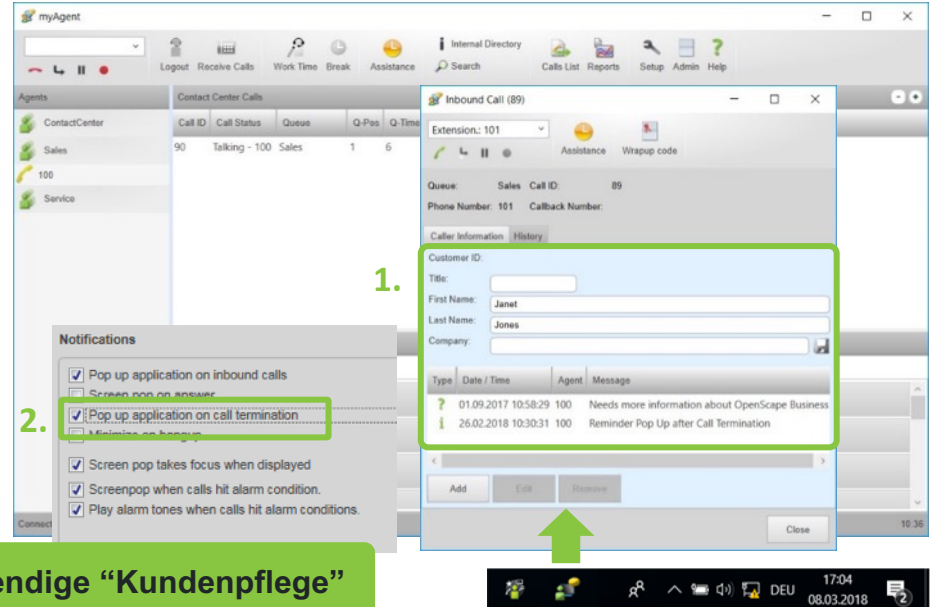 myAgent
Internal Directory
Search
Logout Receive Calls Work Time Break Assistance Calls List Reports Setup Admin Help
Agents
Contact Center Calls
ContactCenter
Sales
100
Service
Call ID Call Status Queue Q-Pos Q-Time
90 Talking - 100 Sales 1 6
Inbound Call (89)
Extension.: 101
Assistance Wrapup code
Queue: Sales Call ID: 89
Phone Number: 101 Callback Number:
Caller Information History
1.
Customer ID:
Title:
First Name: Janet
Last Name: Jones
Company:
Type Date / Time Agent Message
? 01.09.2017 10:58:29 100 Needs more information about OpenScape Business
i 26.02.2018 10:30:31 100 Reminder Pop Up after Call Termination
Add Edit Remove
Close
Notifications
Pop up application on inbound calls
Screen pop on answer
2.
Pop up application on call termination
Minimize on hangup
Screen pop takes focus when displayed
Screenpop when calls hit alarm condition.
Play alarm tones when calls hit alarm conditions.
Connect
10:36
endige “Kundenpflege”
DEU 17:04
08.03.2018
2